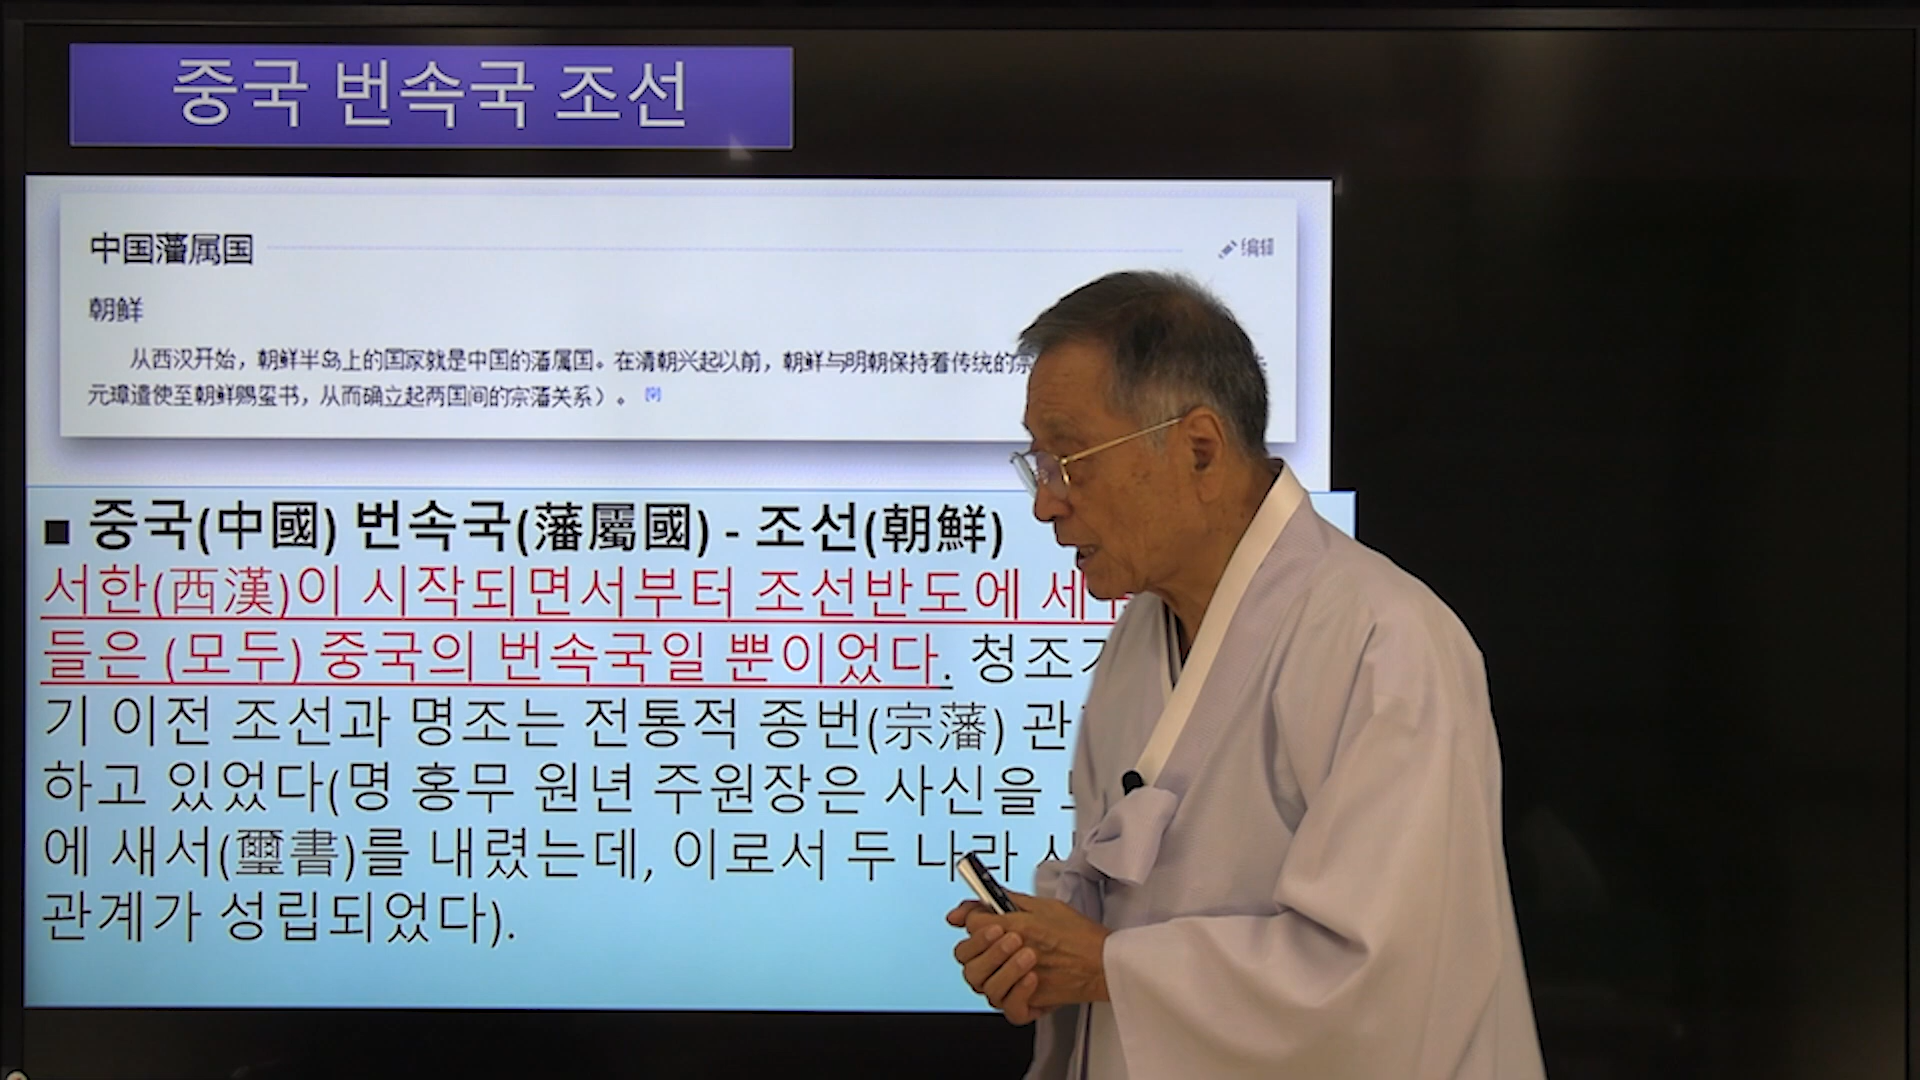 중국 번속국 조선
中国藩属国
编辑
朝鲜
从西汉开始，朝鲜半岛上的国家就是中国的藩属国。在清朝兴起以前，朝鲜与明朝保持着传统的宗
元璋遣使至朝鲜赐玺书，从而确立起两国间的宗藩关系）。[9]
■ 중국(中國) 번속국(藩屬國) - 조선(朝鮮)
서한(西漢)이 시작되면서부터 조선반도에 세
들은 (모두) 중국의 번속국일 뿐이었다. 청조
기 이전 조선과 명조는 전통적 종번(宗藩) 관
하고 있었다(명 홍무 원년 주원장은 사신을
에 새서(璽書)를 내렸는데, 이로서 두 나라
관계가 성립되었다).